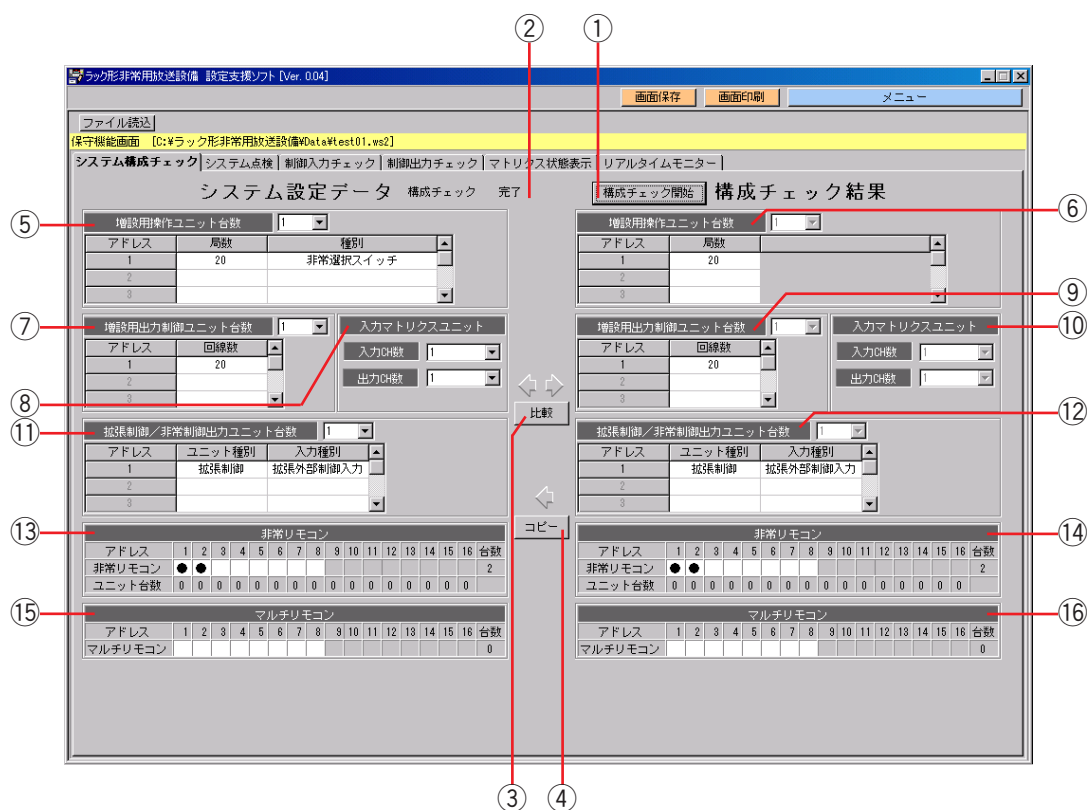 ② ①
ラック形非常用放送設備 設定支援ソフト [Ver. 0.04]
画面保存 画面印刷 メニュー
ファイル読込
保守機能画面 [C:¥ラック形非常用放送設備¥Data¥test01.ws2]
システム構成チェック システム点検 制御入力チェック 制御出力チェック マトリクス状態表示 リアルタイムモニター
システム設定データ 構成チェック 完了 構成チェック開始 構成チェック結果
⑤ 増設用操作ユニット台数 1
アドレス 局数 種別
1 20 非常選択スイッチ
2
3
増設用操作ユニット台数 1 ⑥
アドレス 局数
1 20
2
3
⑦ 増設用出力制御ユニット台数 1
アドレス 回線数
1 20
2
3
⑧ 入力マトリクスユニット
入力CH数 1
出力CH数 1
増設用出力制御ユニット台数 1 ⑨
アドレス 回線数
1 20
2
3
入力マトリクスユニット ⑩
入力CH数 1
出力CH数 1
比較
⑪ 拡張制御/非常制御出力ユニット台数 1
アドレス ユニット種別 入力種別
1 拡張制御 拡張外部制御入力
2
3
拡張制御/非常制御出力ユニット台数 1 ⑫
アドレス ユニット種別 入力種別
1 拡張制御 拡張外部制御入力
2
3
コピー
⑬ 非常リモコン
アドレス 1 2 3 4 5 6 7 8 9 10 11 12 13 14 15 16 台数
非常リモコン ● ● 2
ユニット台数 0 0 0 0 0 0 0 0 0 0 0 0 0 0 0 0
非常リモコン ⑭
アドレス 1 2 3 4 5 6 7 8 9 10 11 12 13 14 15 16 台数
非常リモコン ● ● 2
ユニット台数 0 0 0 0 0 0 0 0 0 0 0 0 0 0 0 0
⑮ マルチリモコン
アドレス 1 2 3 4 5 6 7 8 9 10 11 12 13 14 15 16 台数
マルチリモコン 0
マルチリモコン ⑯
アドレス 1 2 3 4 5 6 7 8 9 10 11 12 13 14 15 16 台数
マルチリモコン 0
③ ④